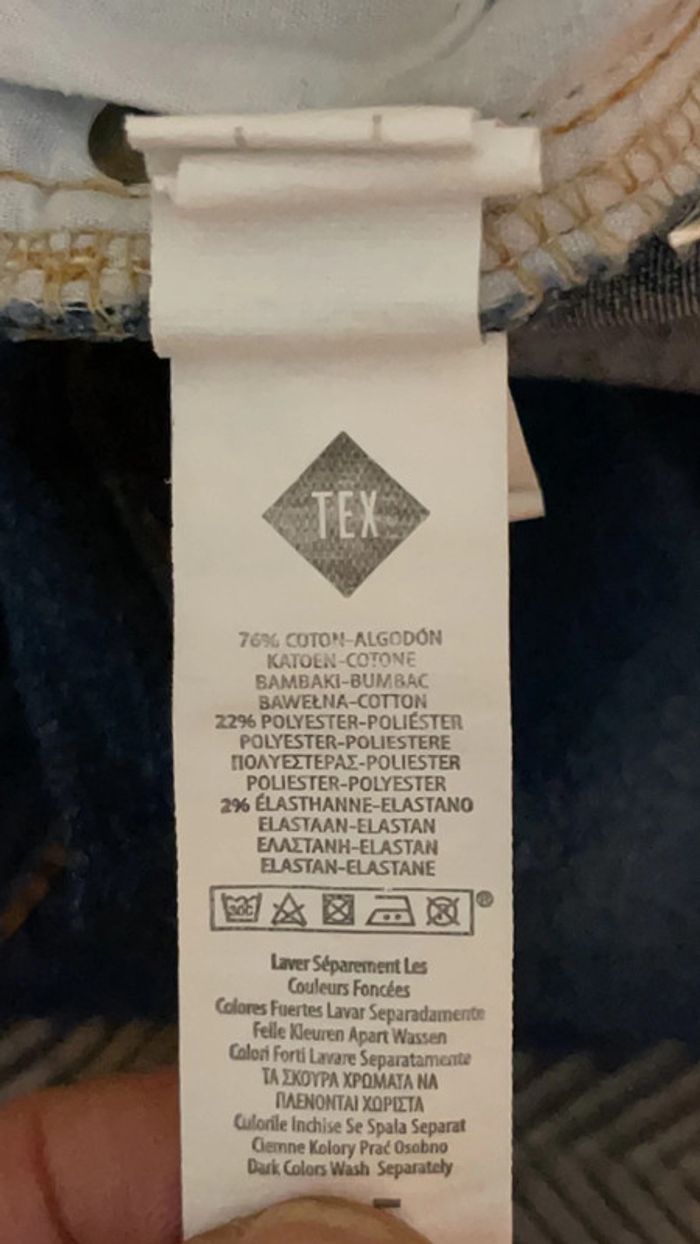 TEX
76% COTON-ALGODÓN
KATOEN-COTONE
BAMBAKI-BUMBAC
BAWEŁNA-COTTON
22% POLYESTER-POLIÉSTER
POLYESTER-POLIESTERE
ΠΟΛΥΕΣΤΕΡΑΣ-POLIESTER
POLIESTER-POLYESTER
2% ÉLASTHANNE-ELASTANO
ELASTAAN-ELASTAN
ΕΛΑΣΤΑΝΗ-ELASTAN
ELASTAN-ELASTANE
30C ®
Laver Séparement Les
Couleurs Foncées
Colores Fuertes Lavar Separadamente
Felle Kleuren Apart Wassen
Colori Forti Lavare Separatamente
ΤΑ ΣΚΟΥΡΑ ΧΡΩΜΑΤΑ ΝΑ
ΠΛΕΝΟΝΤΑΙ ΧΩΡΙΣΤΑ
Culorile Inchise Se Spala Separat
Ciemne Kolory Prać Osobno
Dark Colors Wash Separately